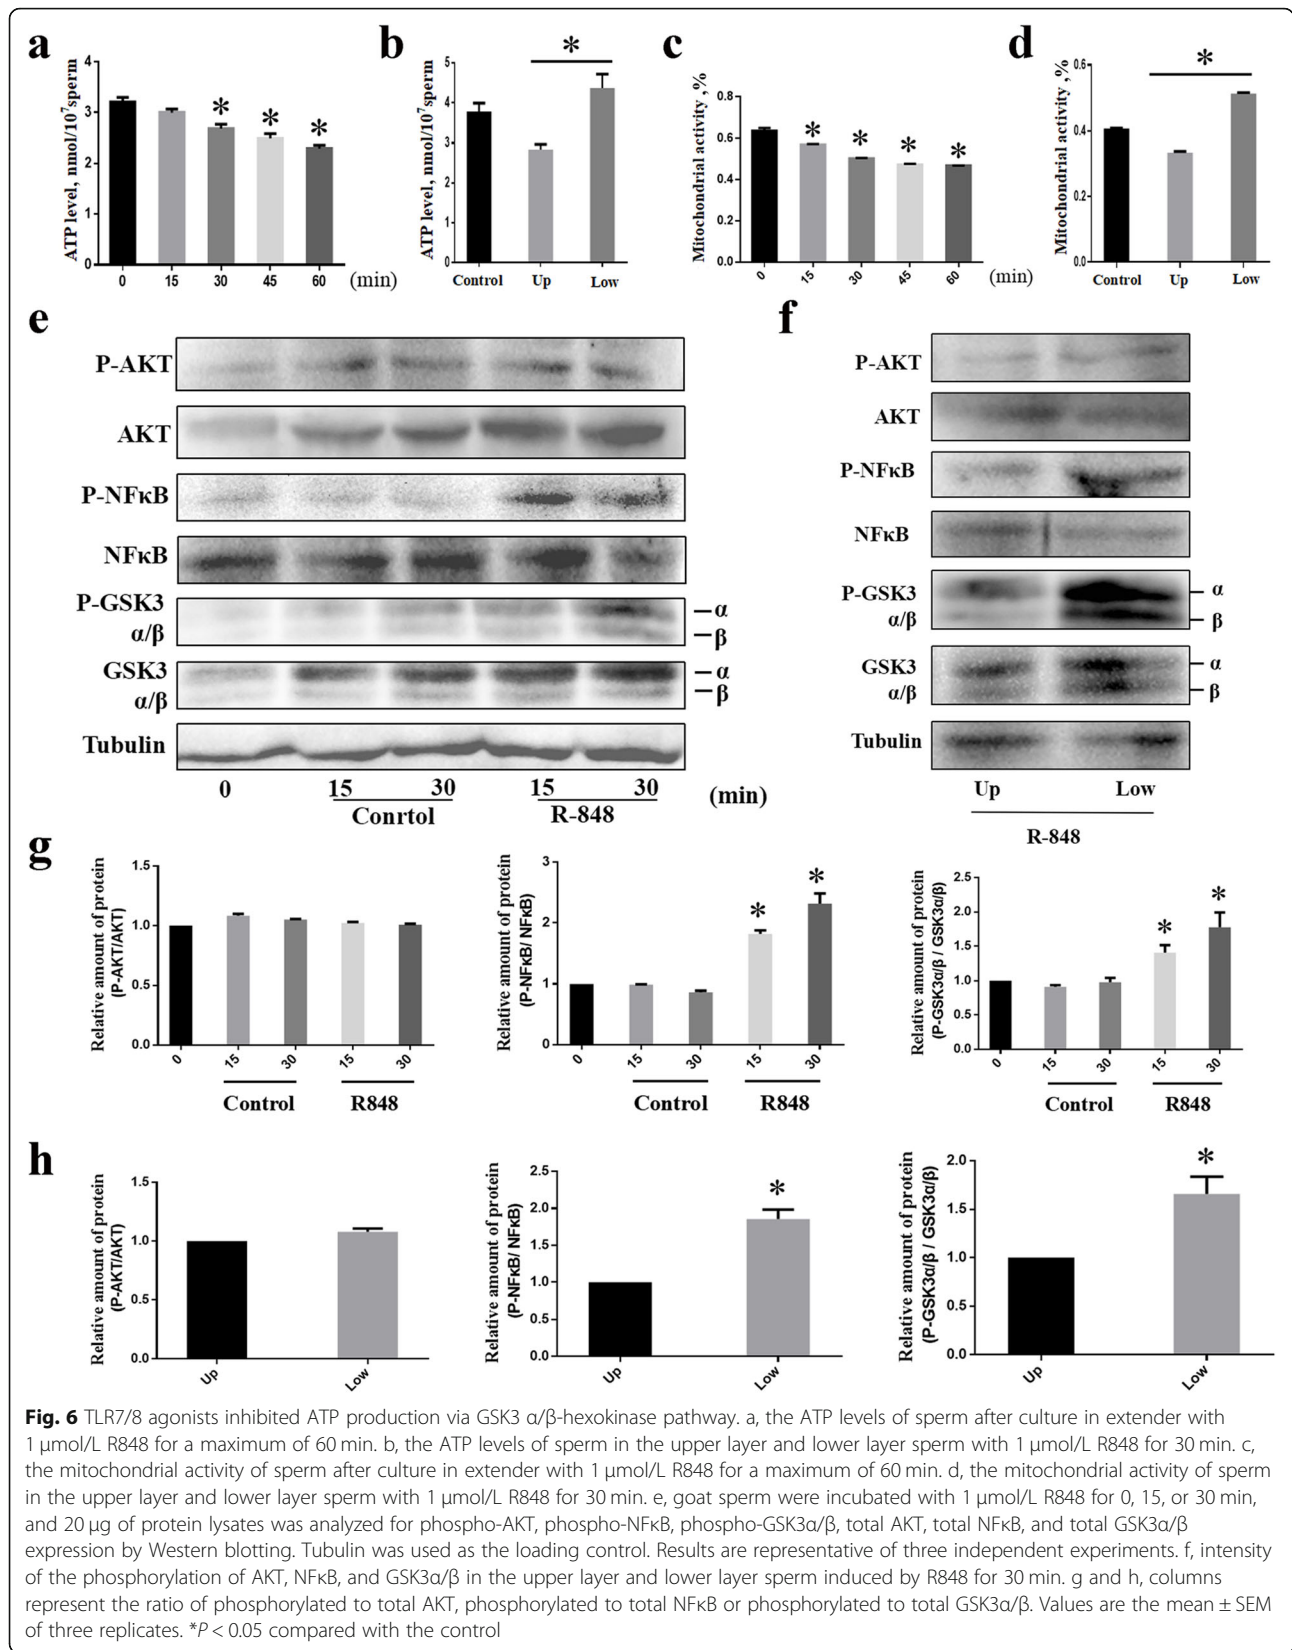 a
b
c
d
ATP level, nmol/10⁷sperm
4
3
2
1
0
*
*
*
0 15 30 45 60 (min)
ATP level, nmol/10⁷sperm
5
4
3
2
1
0
*
Control Up Low
Mitochondrial activity ,%
0.8
0.6
0.4
0.2
0.0
*
*
*
*
0 15 30 45 60 (min)
Mitochondrial activity ,%
0.6
0.4
0.2
0.0
*
Control Up Low
e
P-AKT
AKT
P-NFκB
NFκB
P-GSK3
α/β
α
β
GSK3
α/β
α
β
Tubulin
0 15 30 15 30 (min)
Conrtol R-848
f
P-AKT
AKT
P-NFκB
NFκB
P-GSK3
α/β
α
β
GSK3
α/β
α
β
Tubulin
Up Low
R-848
g
Relative amount of protein
(P-AKT/AKT)
1.5
1.0
0.5
0.0
0 15 30 15 30
Control R848
Relative amount of protein
(P-NFκB/ NFκB)
3
2
1
0
*
*
0 15 30 15 30
Control R848
Relative amount of protein
(P-GSK3α/β / GSK3α/β)
2.5
2.0
1.5
1.0
0.5
0.0
*
*
0 15 30 15 30
Control R848
h
Relative amount of protein
(P-AKT/AKT)
1.5
1.0
0.5
0.0
Up Low
Relative amount of protein
(P-NFκB/ NFκB)
2.5
2.0
1.5
1.0
0.5
0.0
*
Up Low
Relative amount of protein
(P-GSK3α/β / GSK3α/β)
2.0
1.5
1.0
0.5
0.0
*
Up Low
Fig. 6 TLR7/8 agonists inhibited ATP production via GSK3 α/β-hexokinase pathway. a, the ATP levels of sperm after culture in extender with
1 μmol/L R848 for a maximum of 60 min. b, the ATP levels of sperm in the upper layer and lower layer sperm with 1 μmol/L R848 for 30 min. c,
the mitochondrial activity of sperm after culture in extender with 1 μmol/L R848 for a maximum of 60 min. d, the mitochondrial activity of sperm
in the upper layer and lower layer sperm with 1 μmol/L R848 for 30 min. e, goat sperm were incubated with 1 μmol/L R848 for 0, 15, or 30 min,
and 20 μg of protein lysates was analyzed for phospho-AKT, phospho-NFκB, phospho-GSK3α/β, total AKT, total NFκB, and total GSK3α/β
expression by Western blotting. Tubulin was used as the loading control. Results are representative of three independent experiments. f, intensity
of the phosphorylation of AKT, NFκB, and GSK3α/β in the upper layer and lower layer sperm induced by R848 for 30 min. g and h, columns
represent the ratio of phosphorylated to total AKT, phosphorylated to total NFκB or phosphorylated to total GSK3α/β. Values are the mean ± SEM
of three replicates. *P < 0.05 compared with the control